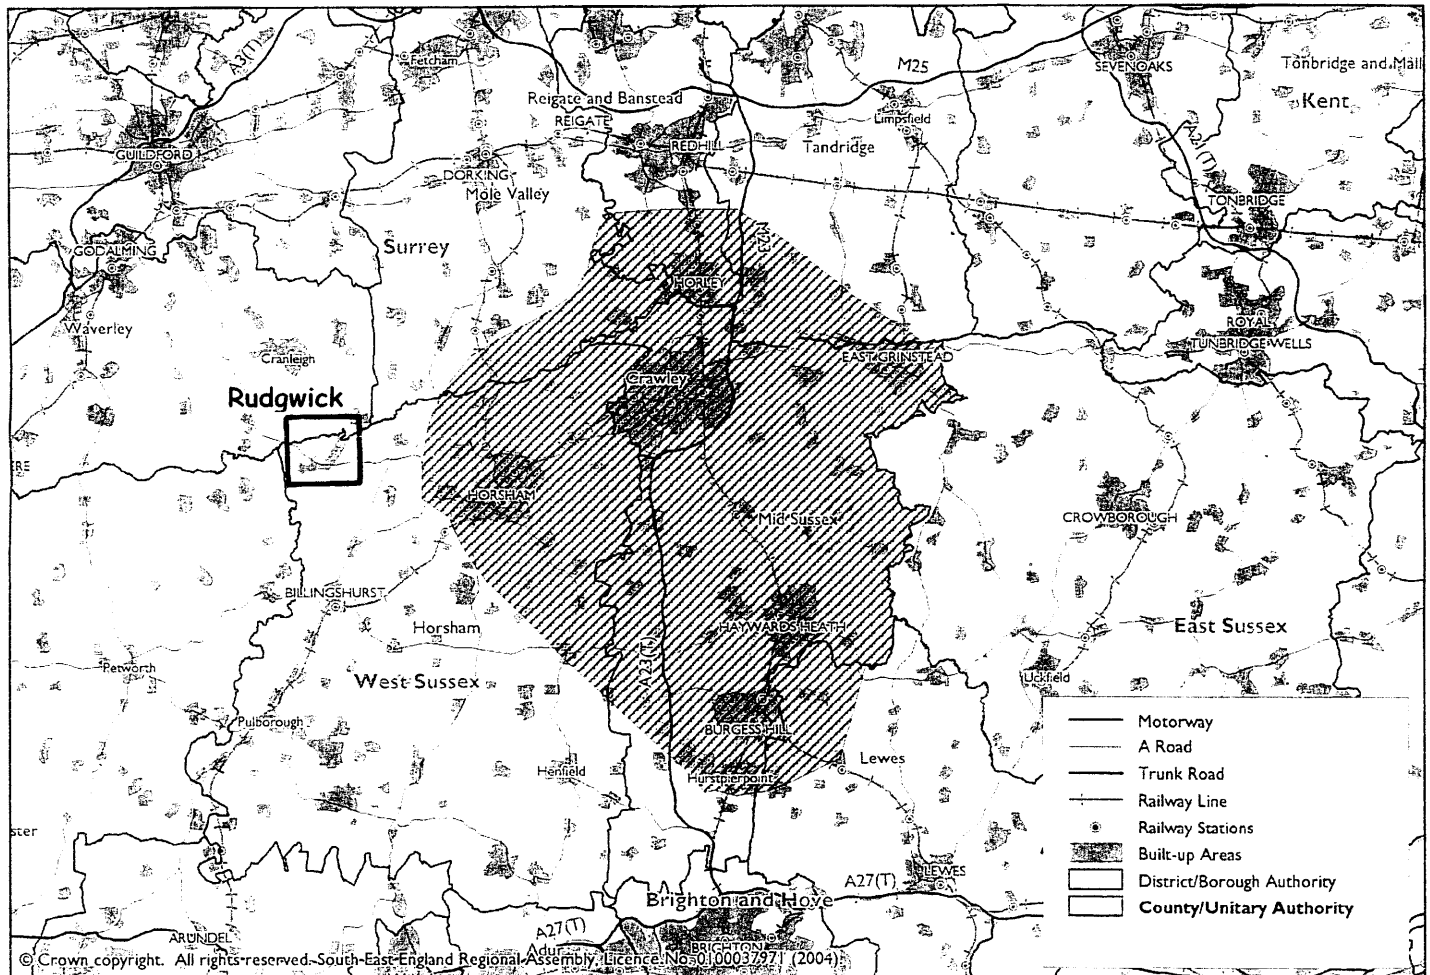 A3(T)
Fetcham
M25
SEVENOAKS
Tonbridge and Mall
Kent
Reigate and Banstead
REIGATE
Limpsfield
GUILDFORD
REDHILL
Tandridge
A21(T)
DORKING
Mole Valley
TONBRIDGE
GODALMING
Surrey
M23
HORLEY
Waverley
ROYAL
TUNBRIDGE WELLS
Cranleigh
EAST GRINSTEAD
Crawley
Rudgwick
ERE
HORSHAM
Mid Sussex
CROWBOROUGH
BILLINGSHURST
Horsham
HAYWARDS HEATH
East Sussex
A23(T)
Petworth
West Sussex
Uckfield
Pulborough
BURGESS HILL
Lewes
Henfield
Hurstpierpoint
Motorway
A Road
Trunk Road
Railway Line
Railway Stations
Built-up Areas
District/Borough Authority
County/Unitary Authority
ster
LEWES
A27(T)
Brighton and Hove
A27(T)
ARUNDEL
Adur
BRIGHTON
© Crown copyright. All rights reserved. South East England Regional Assembly. Licence No. 0100037971 (2004)